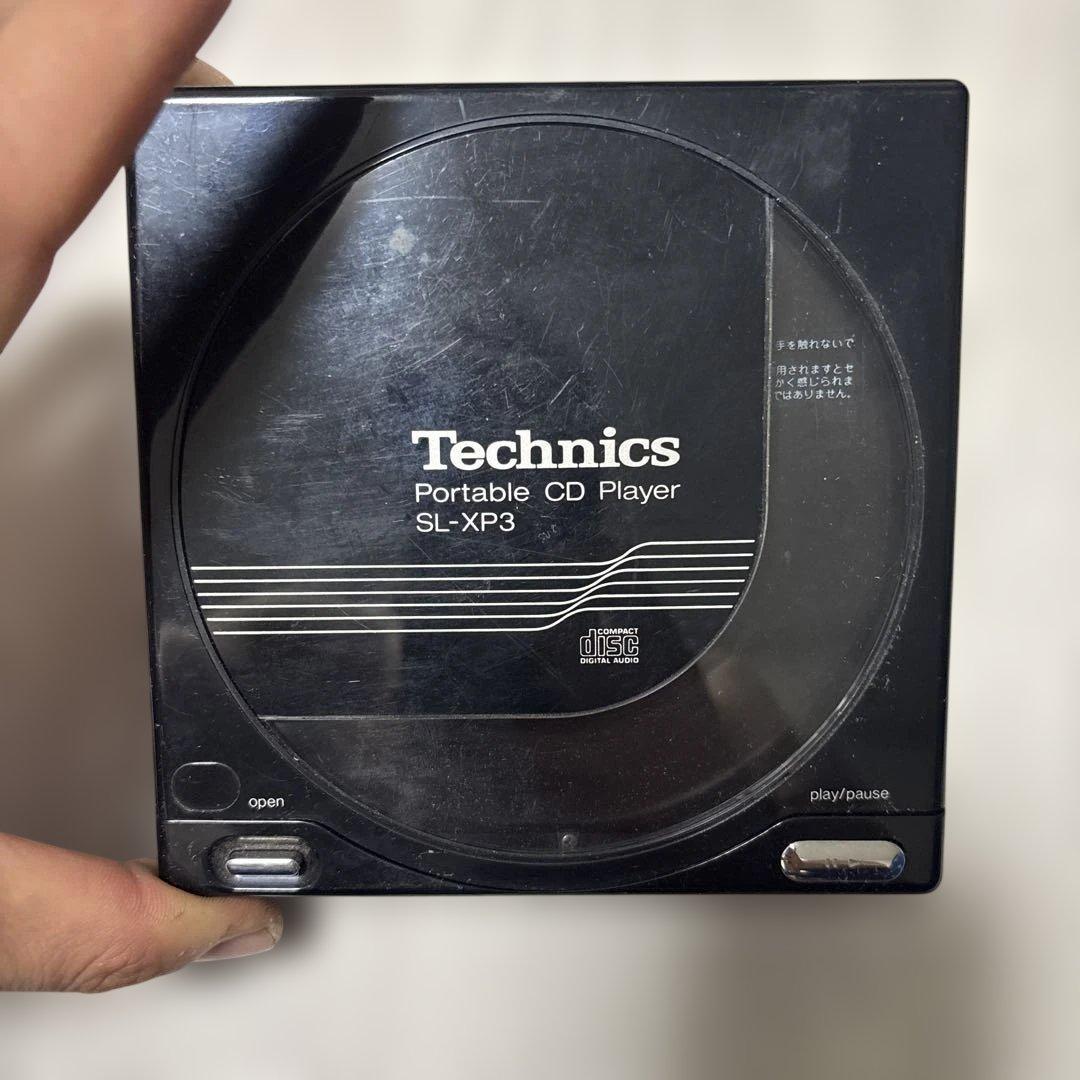 手を触れないで
用されますとセ
かく感じられま
ではありません。
Technics
Portable CD Player
SL-XP3
COMPACT
disc
DIGITAL AUDIO
open
play/pause